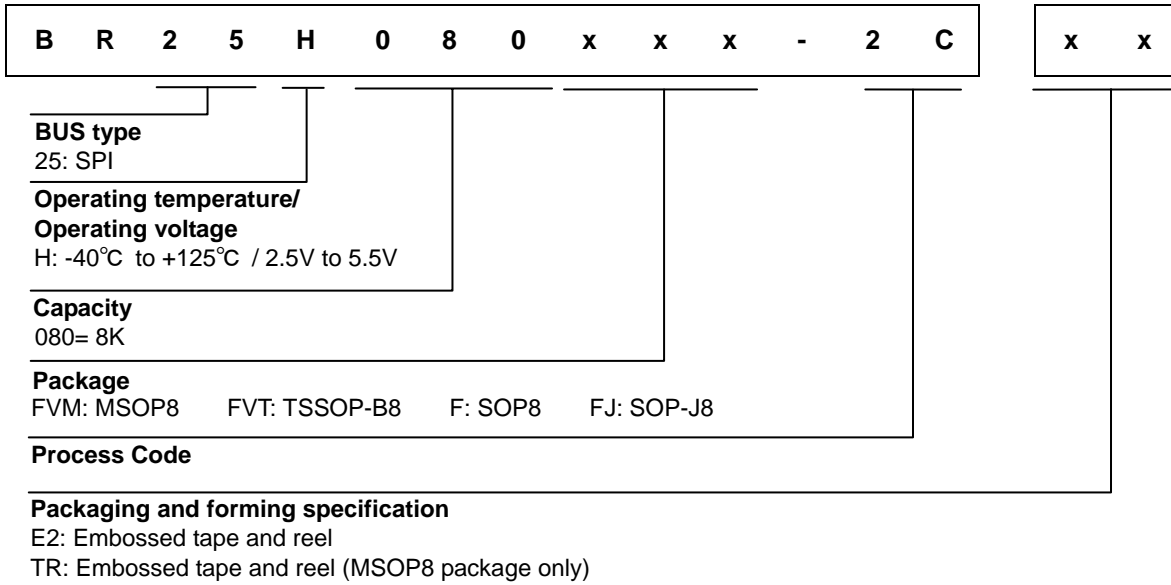 B R 2 5 H 0 8 0 x x x - 2 C x x
BUS type
25: SPI
Operating temperature/
Operating voltage
H: -40℃ to +125℃ / 2.5V to 5.5V
Capacity
080= 8K
Package
FVM: MSOP8 FVT: TSSOP-B8 F: SOP8 FJ: SOP-J8
Process Code
Packaging and forming specification
E2: Embossed tape and reel
TR: Embossed tape and reel (MSOP8 package only)